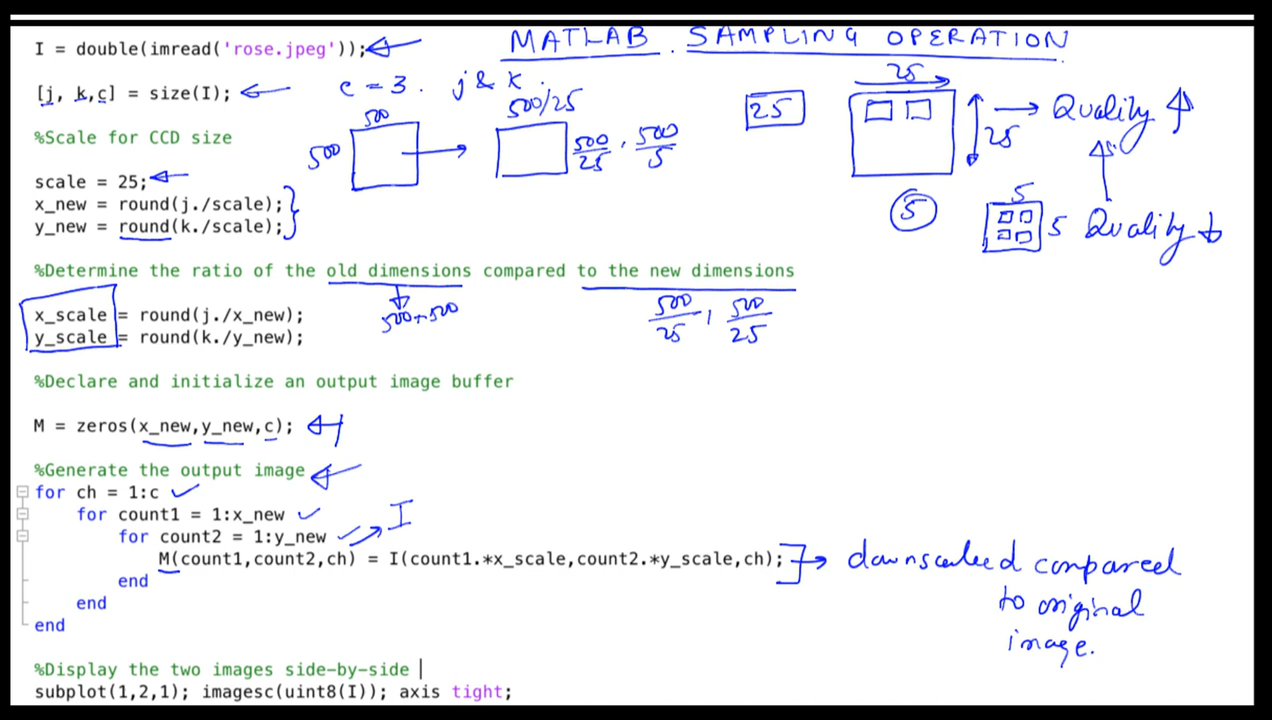 MATLAB SAMPLING OPERATION
I = double(imread('rose.jpeg'));
[j, k,c] = size(I);
c = 3. j & k.
%Scale for CCD size
scale = 25;
x_new = round(j./scale);
y_new = round(k./scale);
500
500
500/25
500/25, 500/5
25
25
25
Quality ↑
5
5
5 Quality ↓
%Determine the ratio of the old dimensions compared to the new dimensions
x_scale = round(j./x_new);
y_scale = round(k./y_new);
500+500
500/25, 500/25
%Declare and initialize an output image buffer
M = zeros(x_new,y_new,c);
%Generate the output image
for ch = 1:c
for count1 = 1:x_new
for count2 = 1:y_new
I
M(count1,count2,ch) = I(count1.*x_scale,count2.*y_scale,ch);
end
end
end
downscaleed compareed
to original
image.
%Display the two images side-by-side
subplot(1,2,1); imagesc(uint8(I)); axis tight;